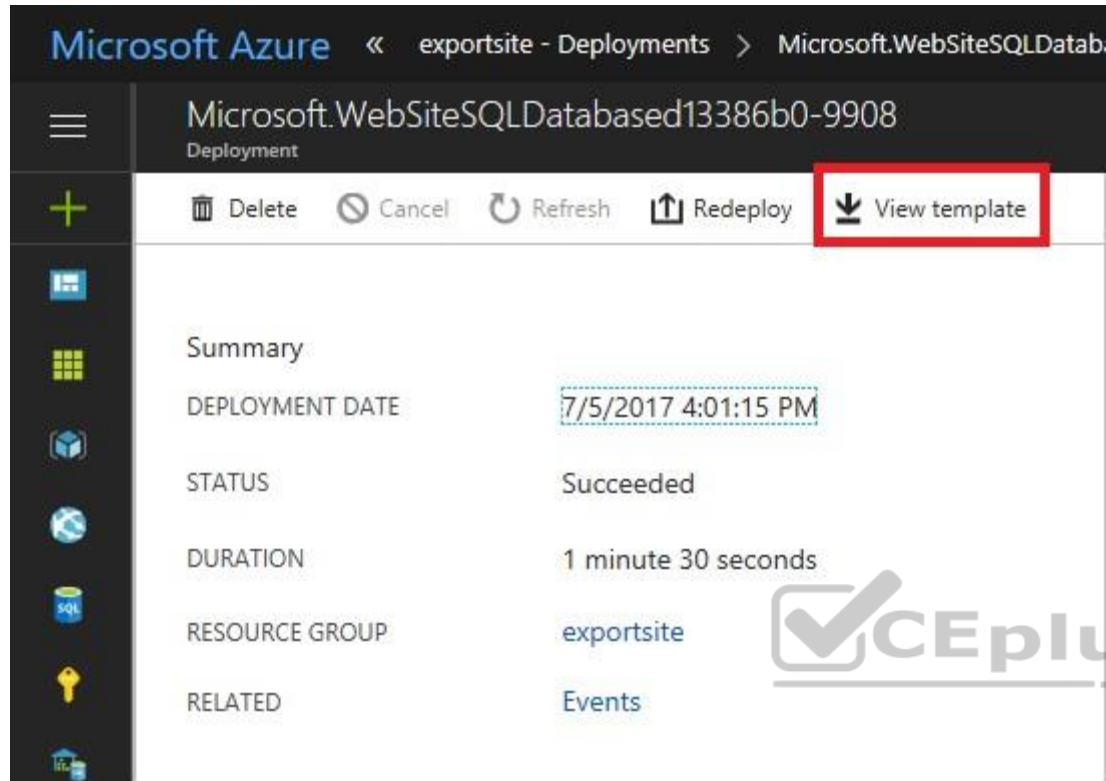 Microsoft Azure « exportsite - Deployments > Microsoft.WebSiteSQLDatab
Microsoft.WebSiteSQLDatabased13386b0-9908
Deployment
Delete Cancel Refresh Redeploy View template
Summary
DEPLOYMENT DATE 7/5/2017 4:01:15 PM
STATUS Succeeded
DURATION 1 minute 30 seconds
RESOURCE GROUP exportsite
RELATED Events
SQL
CEplu